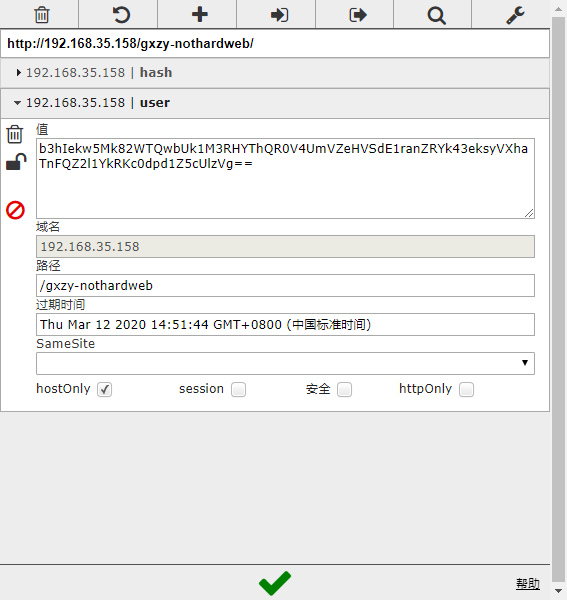 http://192.168.35.158/gxzy-nothardweb/
192.168.35.158 | hash
192.168.35.158 | user
值
b3hIekw5Mk82WTQwbUk1M3RHYThQR0V4UmVZeHVSdE1ranZRYk43eksyVXha
TnFQZ2l1YkRKc0dpd1Z5cUlzVg==
域名
192.168.35.158
路径
/gxzy-nothardweb
过期时间
Thu Mar 12 2020 14:51:44 GMT+0800 (中国标准时间)
SameSite
hostOnly session 安全 httpOnly
帮助